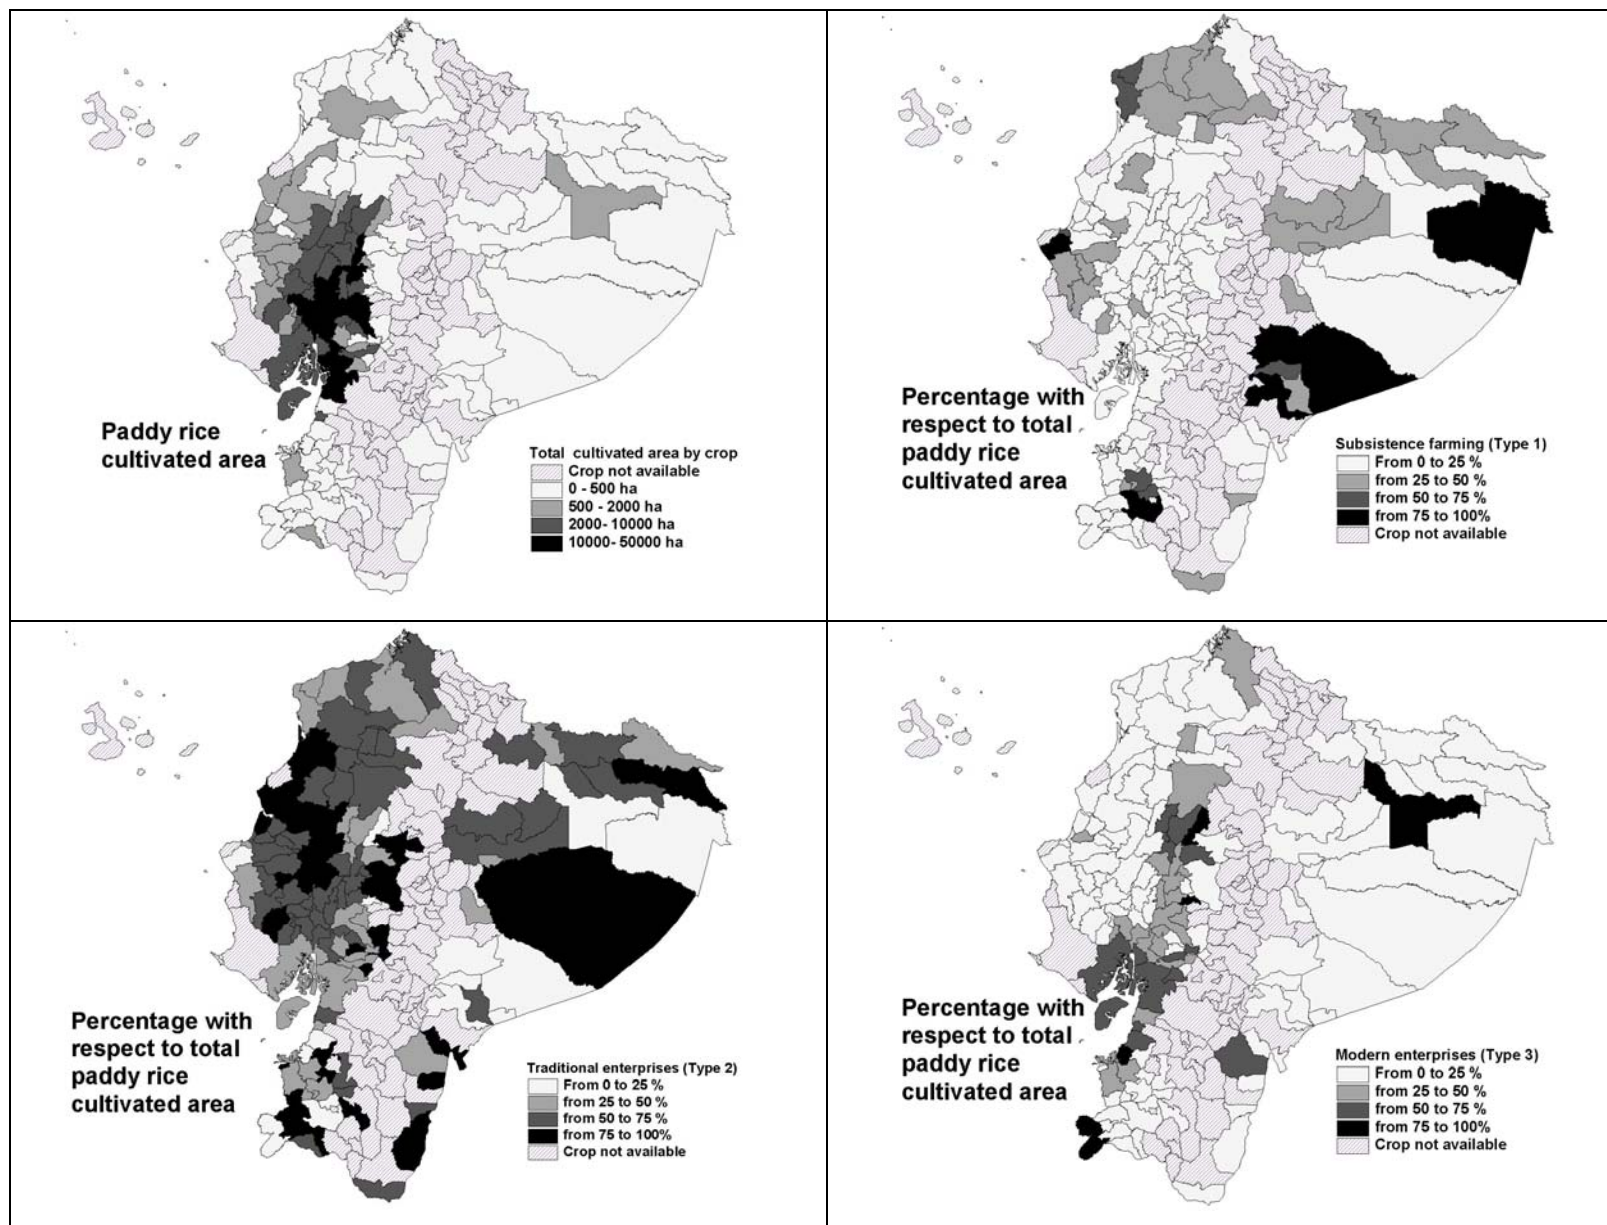 Paddy rice
cultivated area
Total cultivated area by crop
Crop not available
0 - 500 ha
500 - 2000 ha
2000- 10000 ha
10000- 50000 ha
Percentage with
respect to total
paddy rice
cultivated area
Subsistence farming (Type 1)
From 0 to 25 %
from 25 to 50 %
from 50 to 75 %
from 75 to 100%
Crop not available
Percentage with
respect to total
paddy rice
cultivated area
Traditional enterprises (Type 2)
From 0 to 25 %
from 25 to 50 %
from 50 to 75 %
from 75 to 100%
Crop not available
Percentage with
respect to total
paddy rice
cultivated area
Modern enterprises (Type 3)
From 0 to 25 %
from 25 to 50 %
from 50 to 75 %
from 75 to 100%
Crop not available